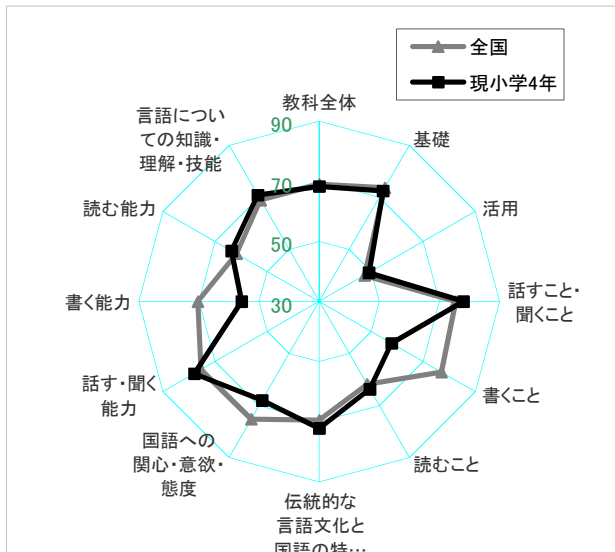 全国
現小学4年
教科全体
基礎
活用
話すこと・
聞くこと
書くこと
読むこと
伝統的な
言語文化と
国語の特…
国語への
関心・意欲・
態度
話す・聞く
能力
書く能力
読む能力
言語につい
ての知識・
理解・技能
90
70
50
30